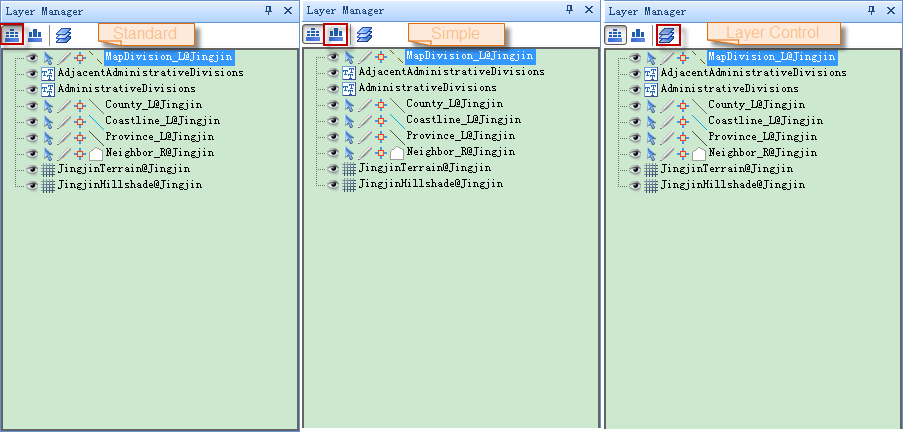 Layer Manager
Standard
MapDivision_L@Jingjin
AdjacentAdministrativeDivisions
AdministrativeDivisions
County_L@Jingjin
Coastline_L@Jingjin
Province_L@Jingjin
Neighbor_R@Jingjin
JingjinTerrain@Jingjin
JingjinHillshade@Jingjin
Layer Manager
Simple
MapDivision_L@Jingjin
AdjacentAdministrativeDivisions
AdministrativeDivisions
County_L@Jingjin
Coastline_L@Jingjin
Province_L@Jingjin
Neighbor_R@Jingjin
JingjinTerrain@Jingjin
JingjinHillshade@Jingjin
Layer Manager
Layer Control
MapDivision_L@Jingjin
AdjacentAdministrativeDivisions
AdministrativeDivisions
County_L@Jingjin
Coastline_L@Jingjin
Province_L@Jingjin
Neighbor_R@Jingjin
JingjinTerrain@Jingjin
JingjinHillshade@Jingjin